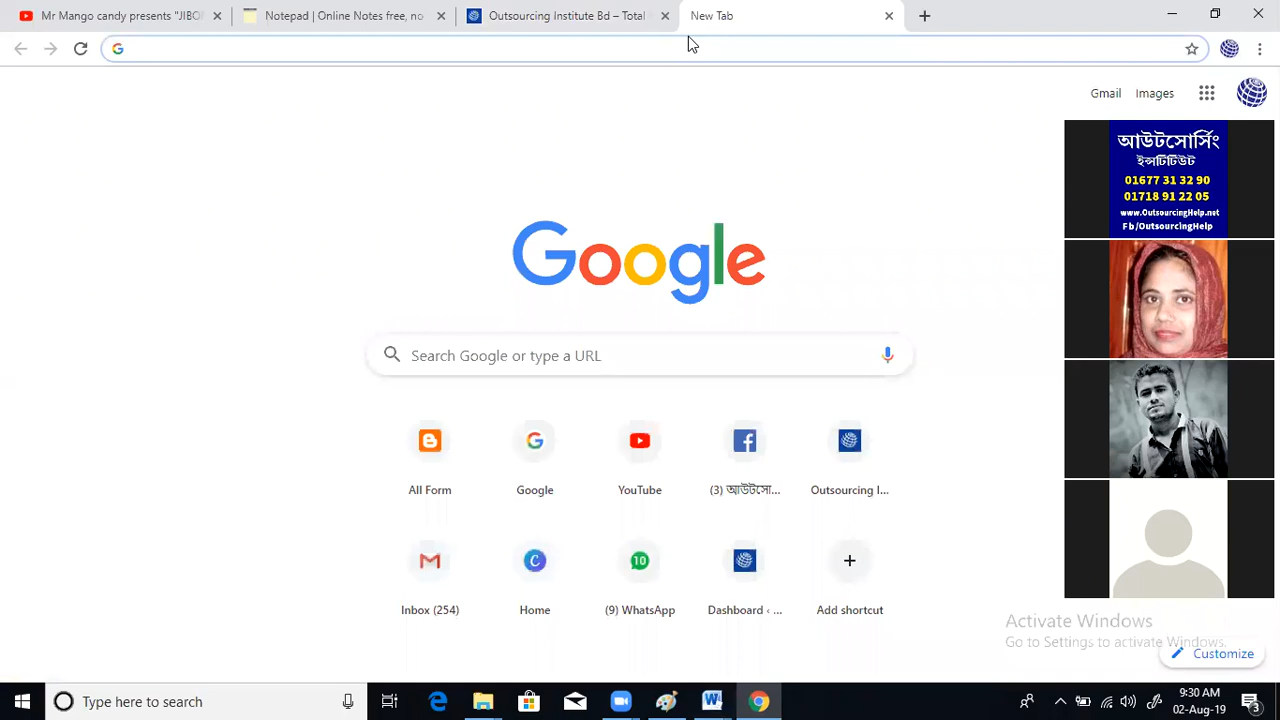 Mr Mango candy presents "JIBO
Notepad | Online Notes free, no
Outsourcing Institute Bd – Total
New Tab
Gmail
Images
আউটসোর্সিং
ইন্সটিটিউট
01677 31 32 90
01718 91 22 05
www.OutsourcingHelp.net
Fb/OutsourcingHelp
Google
Search Google or type a URL
All Form
Google
YouTube
(3) আউটসো...
Outsourcing I...
Inbox (254)
Home
(9) WhatsApp
Dashboard ‹ ...
Add shortcut
Activate Windows
Go to Settings to activate Windows.
Customize
Type here to search
9:30 AM
02-Aug-19